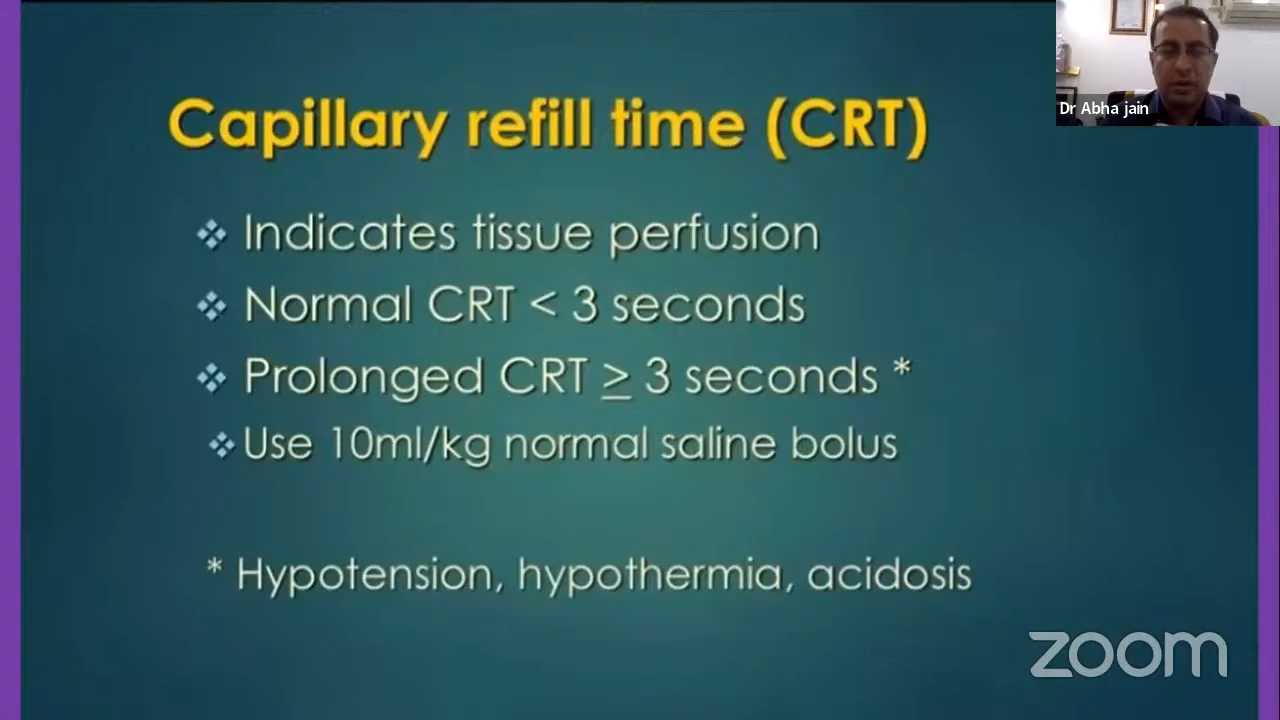 Capillary refill time (CRT)
Indicates tissue perfusion
Normal CRT < 3 seconds
Prolonged CRT ≥ 3 seconds *
Use 10ml/kg normal saline bolus
* Hypotension, hypothermia, acidosis
Dr Abha jain
zoom